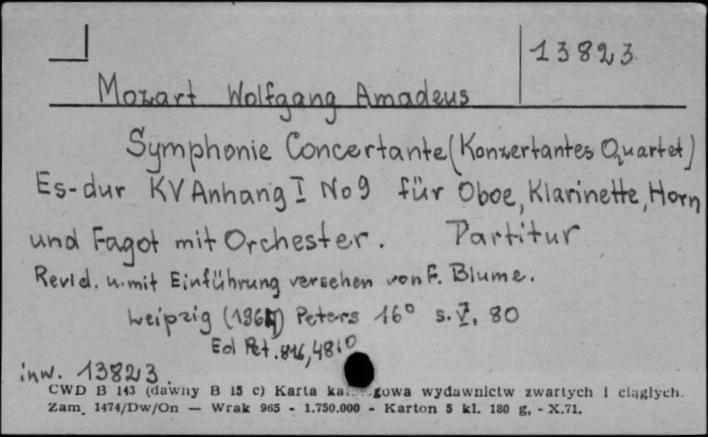 13823
Mozart Wolfgang Amadeus
Symphonie Concertante (Konzertantes Quartet)
Es-dur KV Anhang I No 9 für Oboe, Klarinette, Horn
und Fagot mit Orchester. Partitur
Revid. u. mit Einführung versehen von F. Blume.
Leipzig Peters 16° s. V, 80
Ed Pet.
inw. 13823
CWD B 143 (dawny B 15 c) Karta wydawnictw zwartych i ciągłych.
Zam. 1474/Dw/On — Wrak 965 - 1.750.000 - Karton 5 kl. 180 g, - X.71.